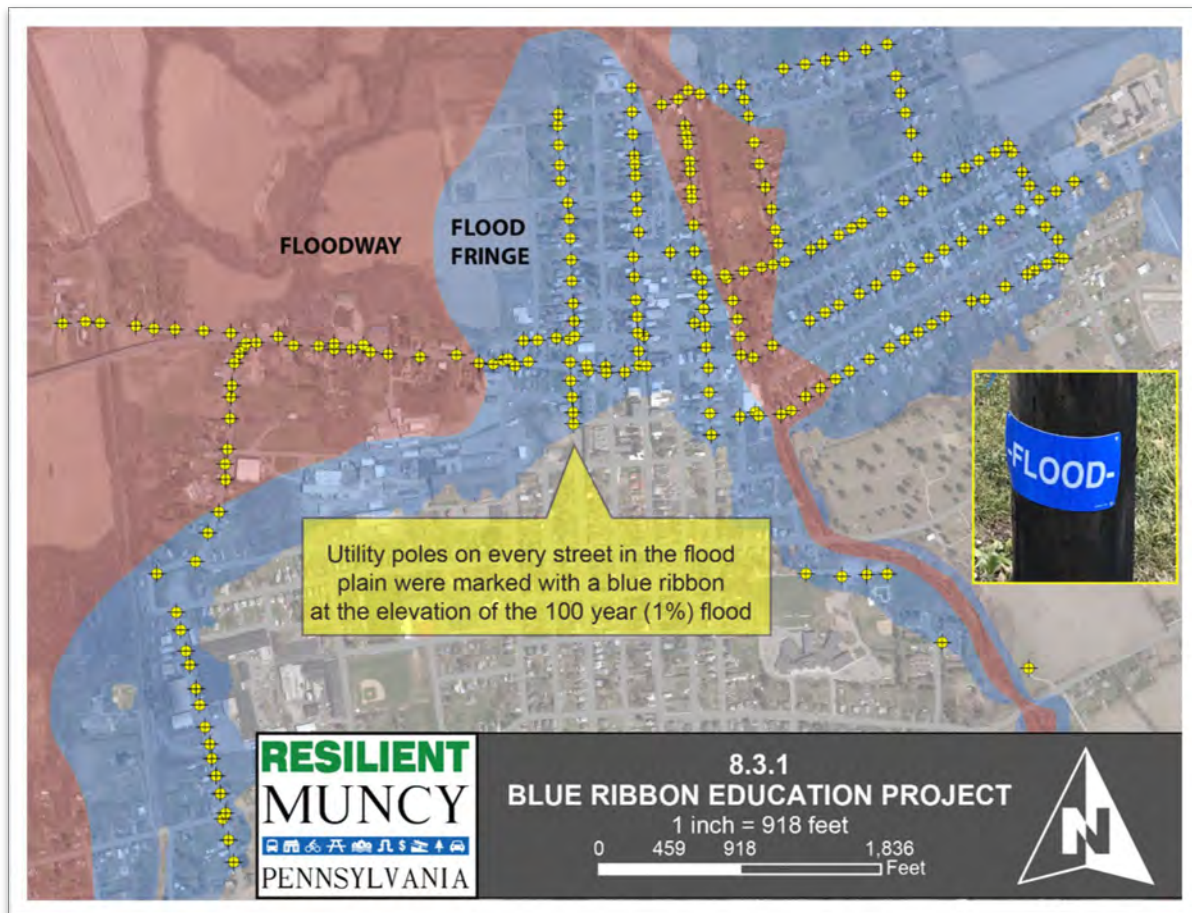 FLOODWAY
FLOOD
FRINGE
-FLOOD-
Utility poles on every street in the flood
plain were marked with a blue ribbon
at the elevation of the 100 year (1%) flood
RESILIENT
MUNCY
PENNSYLVANIA
8.3.1
BLUE RIBBON EDUCATION PROJECT
1 inch = 918 feet
0 459 918 1,836
Feet
N